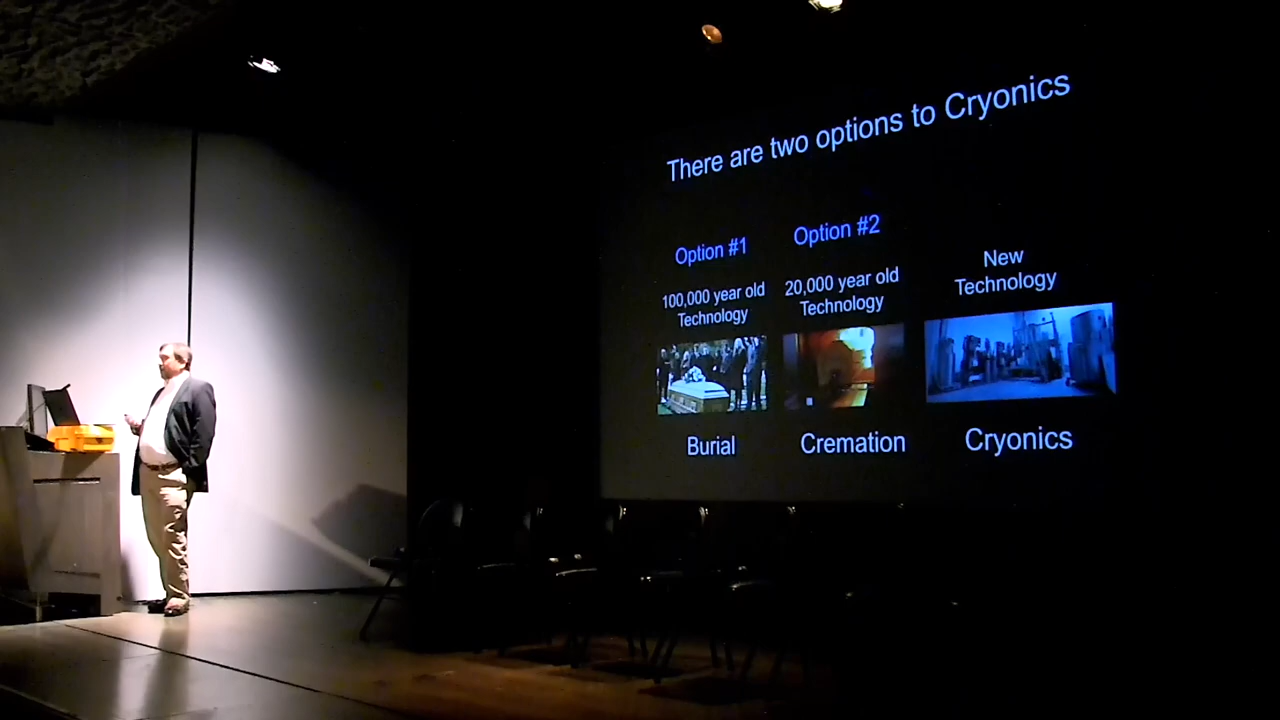 There are two options to Cryonics
Option #1
100,000 year old
Technology
Burial
Option #2
20,000 year old
Technology
Cremation
New
Technology
Cryonics